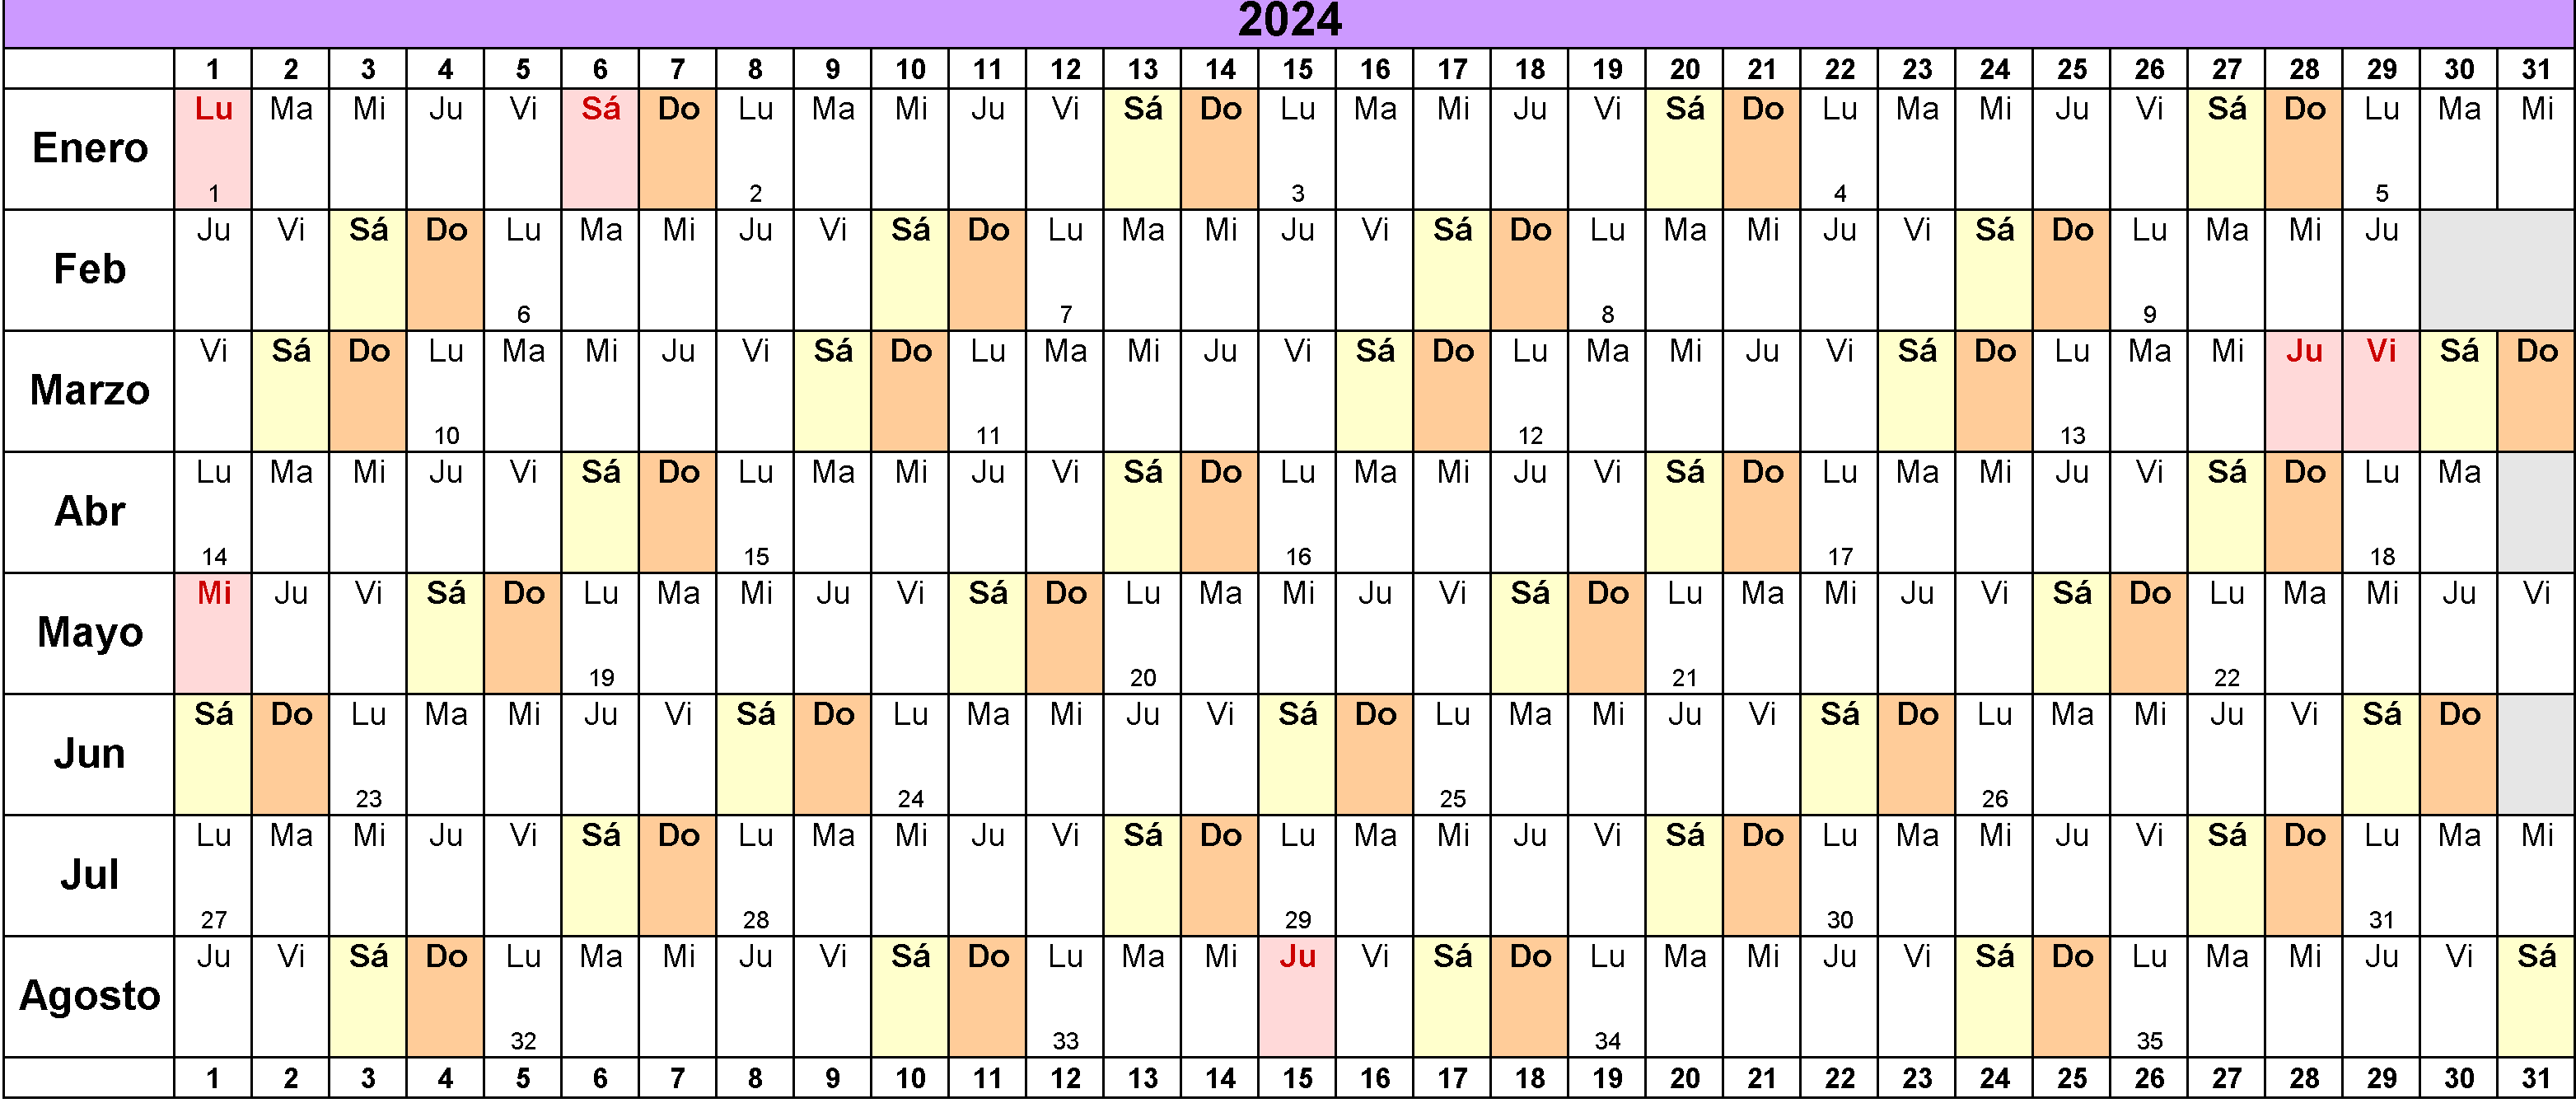 2024
1 2 3 4 5 6 7 8 9 10 11 12 13 14 15 16 17 18 19 20 21 22 23 24 25 26 27 28 29 30 31
Lu Ma Mi Ju Vi Sá Do Lu Ma Mi Ju Vi Sá Do Lu Ma Mi Ju Vi Sá Do Lu Ma Mi Ju Vi Sá Do Lu Ma Mi
Enero
1 2 3 4 5
Ju Vi Sá Do Lu Ma Mi Ju Vi Sá Do Lu Ma Mi Ju Vi Sá Do Lu Ma Mi Ju Vi Sá Do Lu Ma Mi Ju
Feb
6 7 8 9
Vi Sá Do Lu Ma Mi Ju Vi Sá Do Lu Ma Mi Ju Vi Sá Do Lu Ma Mi Ju Vi Sá Do Lu Ma Mi Ju Vi Sá Do
Marzo
10 11 12 13
Lu Ma Mi Ju Vi Sá Do Lu Ma Mi Ju Vi Sá Do Lu Ma Mi Ju Vi Sá Do Lu Ma Mi Ju Vi Sá Do Lu Ma
Abr
14 15 16 17 18
Mi Ju Vi Sá Do Lu Ma Mi Ju Vi Sá Do Lu Ma Mi Ju Vi Sá Do Lu Ma Mi Ju Vi Sá Do Lu Ma Mi Ju Vi
Mayo
19 20 21 22
Sá Do Lu Ma Mi Ju Vi Sá Do Lu Ma Mi Ju Vi Sá Do Lu Ma Mi Ju Vi Sá Do Lu Ma Mi Ju Vi Sá Do
Jun
23 24 25 26
Lu Ma Mi Ju Vi Sá Do Lu Ma Mi Ju Vi Sá Do Lu Ma Mi Ju Vi Sá Do Lu Ma Mi Ju Vi Sá Do Lu Ma Mi
Jul
27 28 29 30 31
Ju Vi Sá Do Lu Ma Mi Ju Vi Sá Do Lu Ma Mi Ju Vi Sá Do Lu Ma Mi Ju Vi Sá Do Lu Ma Mi Ju Vi Sá
Agosto
32 33 34 35
1 2 3 4 5 6 7 8 9 10 11 12 13 14 15 16 17 18 19 20 21 22 23 24 25 26 27 28 29 30 31